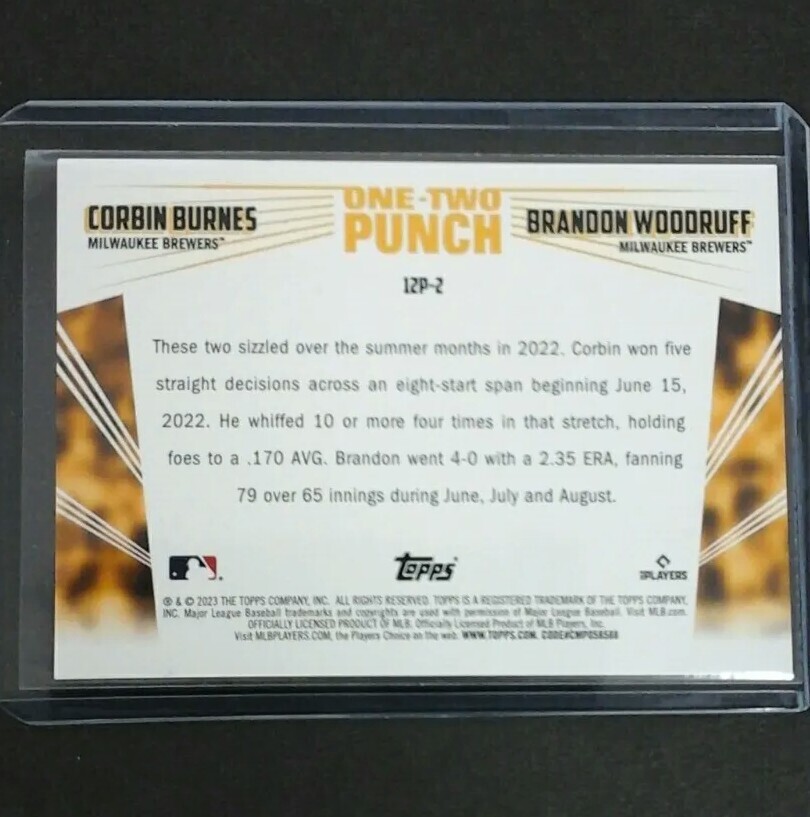 ONE-TWO
PUNCH
CORBIN BURNES
MILWAUKEE BREWERS™
BRANDON WOODRUFF
MILWAUKEE BREWERS™
12P-2
These two sizzled over the summer months in 2022. Corbin won five
straight decisions across an eight-start span beginning June 15,
2022. He whiffed 10 or more four times in that stretch, holding
foes to a .170 AVG. Brandon went 4-0 with a 2.35 ERA, fanning
79 over 65 innings during June, July and August.
Topps
PLAYERS
® & © 2023 THE TOPPS COMPANY, INC. ALL RIGHTS RESERVED. TOPPS IS A REGISTERED TRADEMARK OF THE TOPPS COMPANY,
INC. Major League Baseball trademarks and copyrights are used with permission of Major League Baseball. Visit MLB.com.
OFFICIALLY LICENSED PRODUCT OF MLB Officially Licensed Product of MLB Players, Inc.
Visit MLBPLAYERS.COM, the Players Choice on the web. WWW.TOPPS.COM. CODE#CMP058568